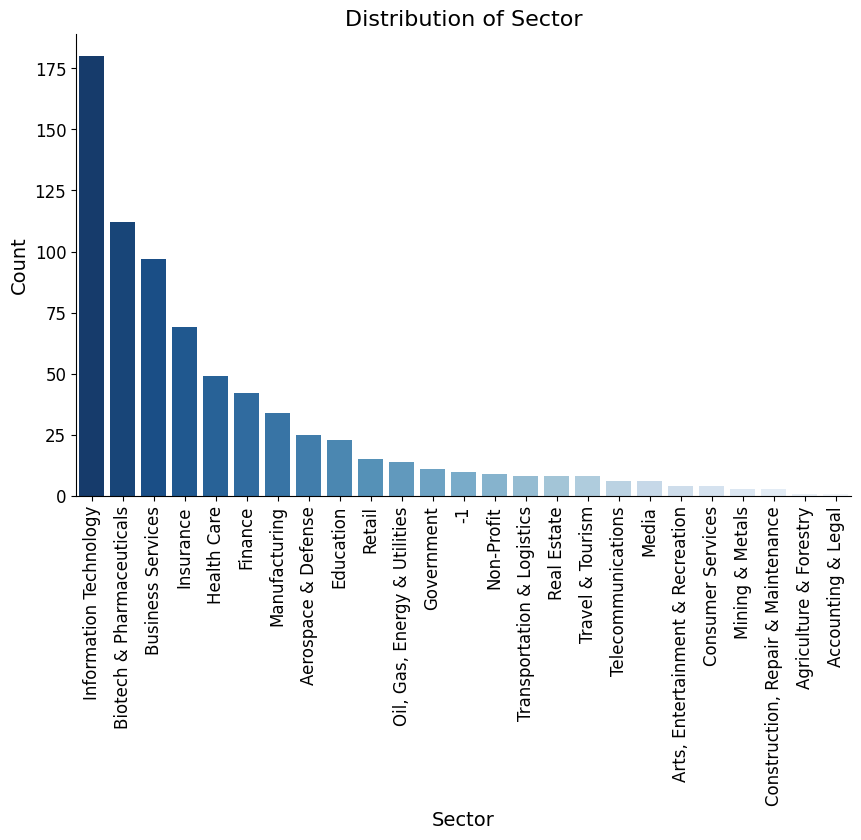 Distribution of Sector
Count
175
150
125
100
75
50
25
0
Information Technology
Biotech & Pharmaceuticals
Business Services
Insurance
Health Care
Finance
Manufacturing
Aerospace & Defense
Education
Retail
Oil, Gas, Energy & Utilities
Government
-1
Non-Profit
Transportation & Logistics
Real Estate
Travel & Tourism
Telecommunications
Media
Arts, Entertainment & Recreation
Consumer Services
Mining & Metals
Construction, Repair & Maintenance
Agriculture & Forestry
Accounting & Legal
Sector